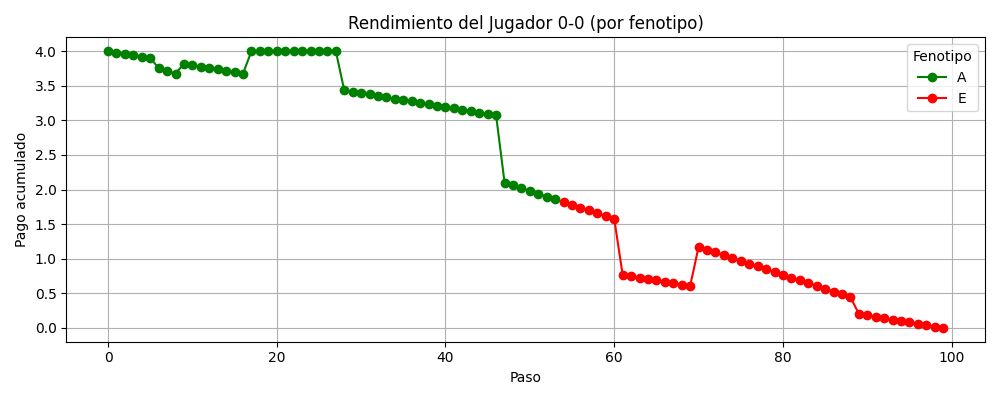 Rendimiento del Jugador 0-0 (por fenotipo)
Pago acumulado
4.0
3.5
3.0
2.5
2.0
1.5
1.0
0.5
0.0
Fenotipo
A
E
0 20 40 60 80 100
Paso